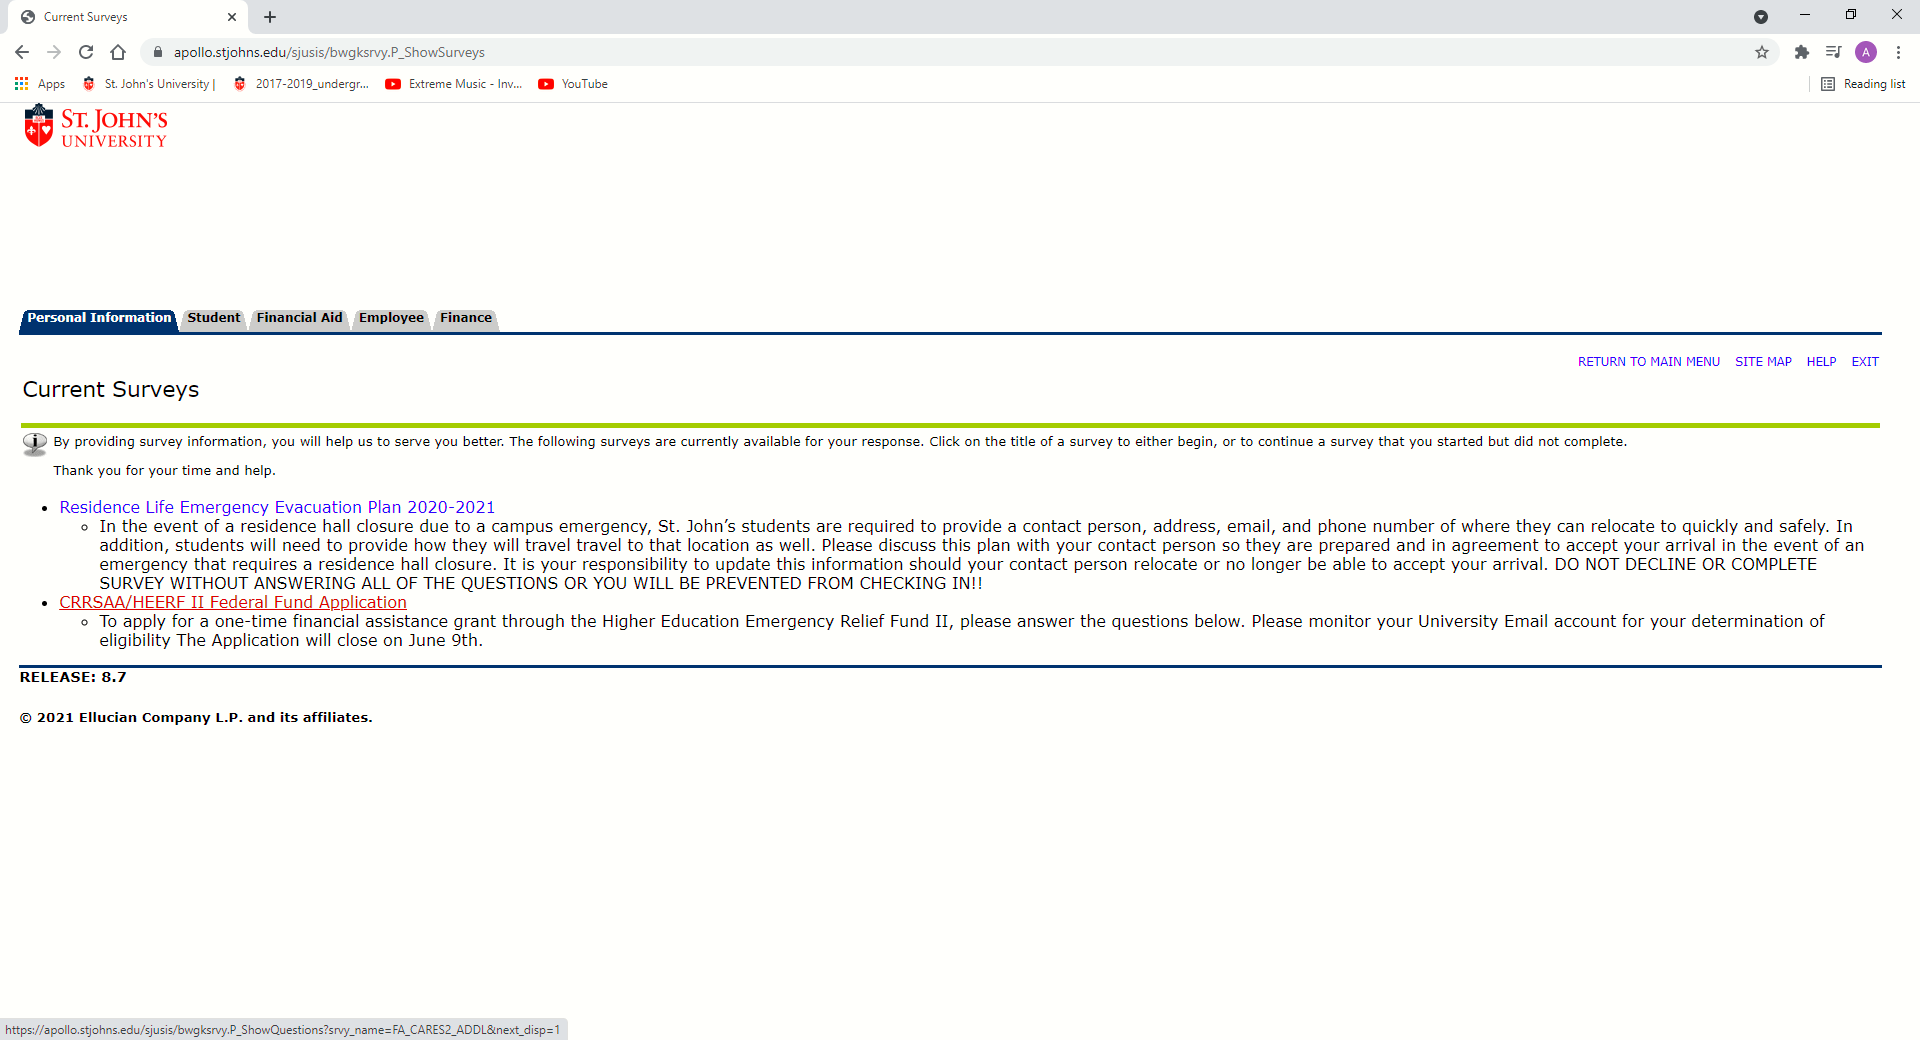 Current Surveys
apollo.stjohns.edu/sjusis/bwgksrvy.P_ShowSurveys
A
Apps
St. John's University |
2017-2019_undergr...
Extreme Music - Inv...
YouTube
Reading list
ST. JOHN'S
UNIVERSITY
Personal Information
Student
Financial Aid
Employee
Finance
RETURN TO MAIN MENU
SITE MAP
HELP
EXIT
Current Surveys
By providing survey information, you will help us to serve you better. The following surveys are currently available for your response. Click on the title of a survey to either begin, or to continue a survey that you started but did not complete.
Thank you for your time and help.
Residence Life Emergency Evacuation Plan 2020-2021
In the event of a residence hall closure due to a campus emergency, St. John’s students are required to provide a contact person, address, email, and phone number of where they can relocate to quickly and safely. In
addition, students will need to provide how they will travel travel to that location as well. Please discuss this plan with your contact person so they are prepared and in agreement to accept your arrival in the event of an
emergency that requires a residence hall closure. It is your responsibility to update this information should your contact person relocate or no longer be able to accept your arrival. DO NOT DECLINE OR COMPLETE
SURVEY WITHOUT ANSWERING ALL OF THE QUESTIONS OR YOU WILL BE PREVENTED FROM CHECKING IN!!
CRRSAA/HEERF II Federal Fund Application
To apply for a one-time financial assistance grant through the Higher Education Emergency Relief Fund II, please answer the questions below. Please monitor your University Email account for your determination of
eligibility The Application will close on June 9th.
RELEASE: 8.7
© 2021 Ellucian Company L.P. and its affiliates.
https://apollo.stjohns.edu/sjusis/bwgksrvy.P_ShowQuestions?srvy_name=FA_CARES2_ADDL&next_disp=1